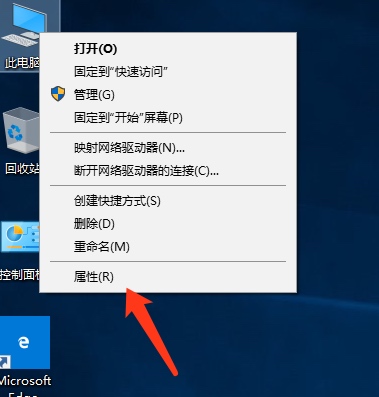 此电脑
打开(O)
固定到"快速访问"
管理(G)
固定到"开始"屏幕(P)
映射网络驱动器(N)...
断开网络驱动器的连接(C)...
创建快捷方式(S)
删除(D)
重命名(M)
属性(R)
回收站
控制面板
Microsoft
Edge